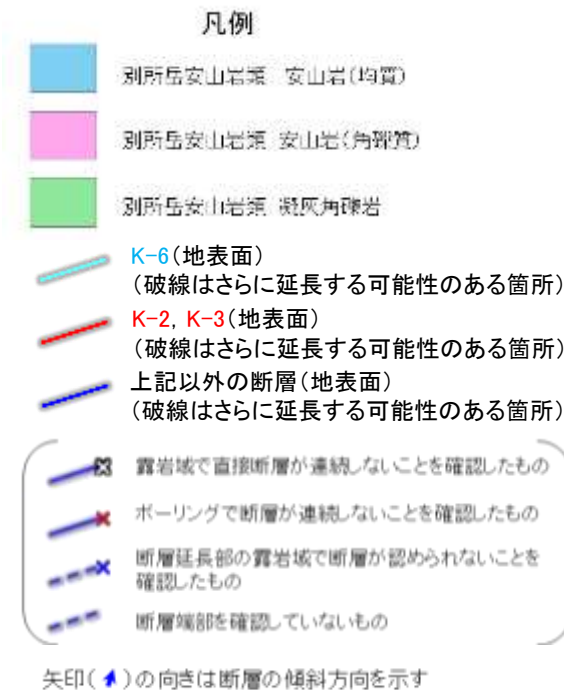 凡例
別所岳安山岩類　安山岩(均質)
別所岳安山岩類 安山岩(角礫質)
別所岳安山岩類 凝灰角礫岩
K-6(地表面)
(破線はさらに延長する可能性のある箇所)
K-2, K-3(地表面)
(破線はさらに延長する可能性のある箇所)
上記以外の断層(地表面)
(破線はさらに延長する可能性のある箇所)
露岩域で直接断層が連続しないことを確認したもの
ボーリングで断層が連続しないことを確認したもの
断層延長部の露岩域で断層が認められないことを
確認したもの
断層端部を確認していないもの
矢印( )の向きは断層の傾斜方向を示す